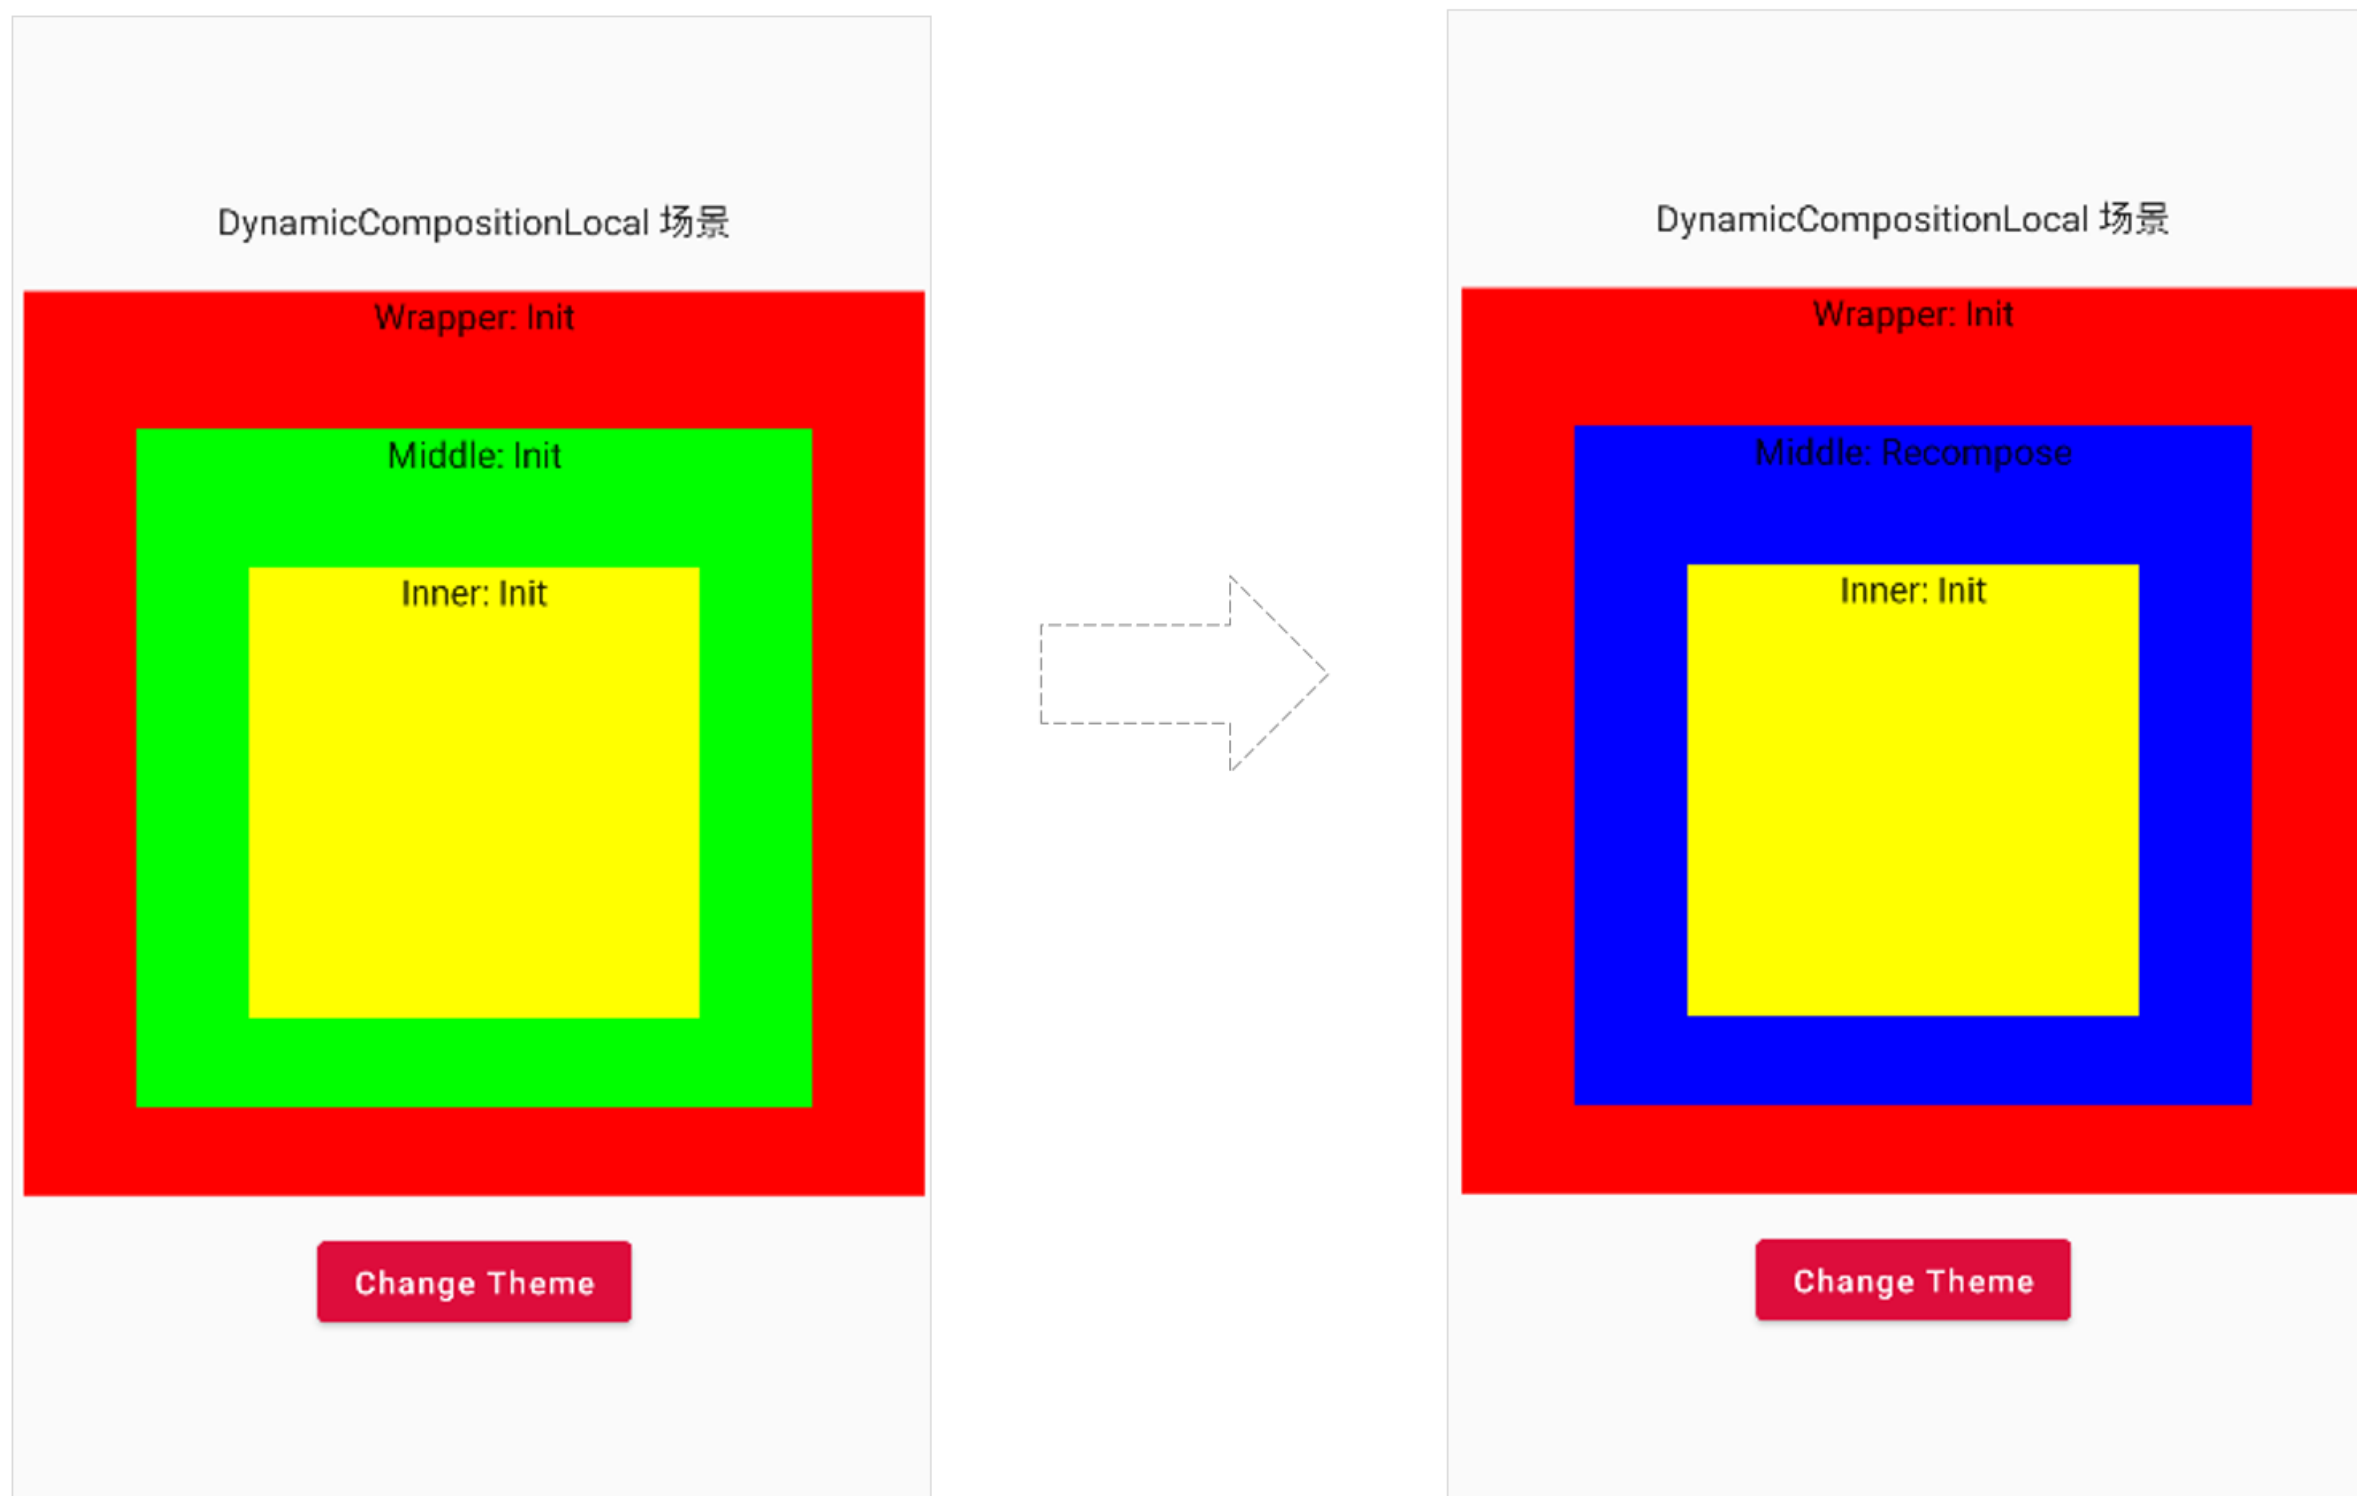 DynamicCompositionLocal 场景
Wrapper: Init
Middle: Init
Inner: Init
Change Theme
DynamicCompositionLocal 场景
Wrapper: Init
Middle: Recompose
Inner: Init
Change Theme